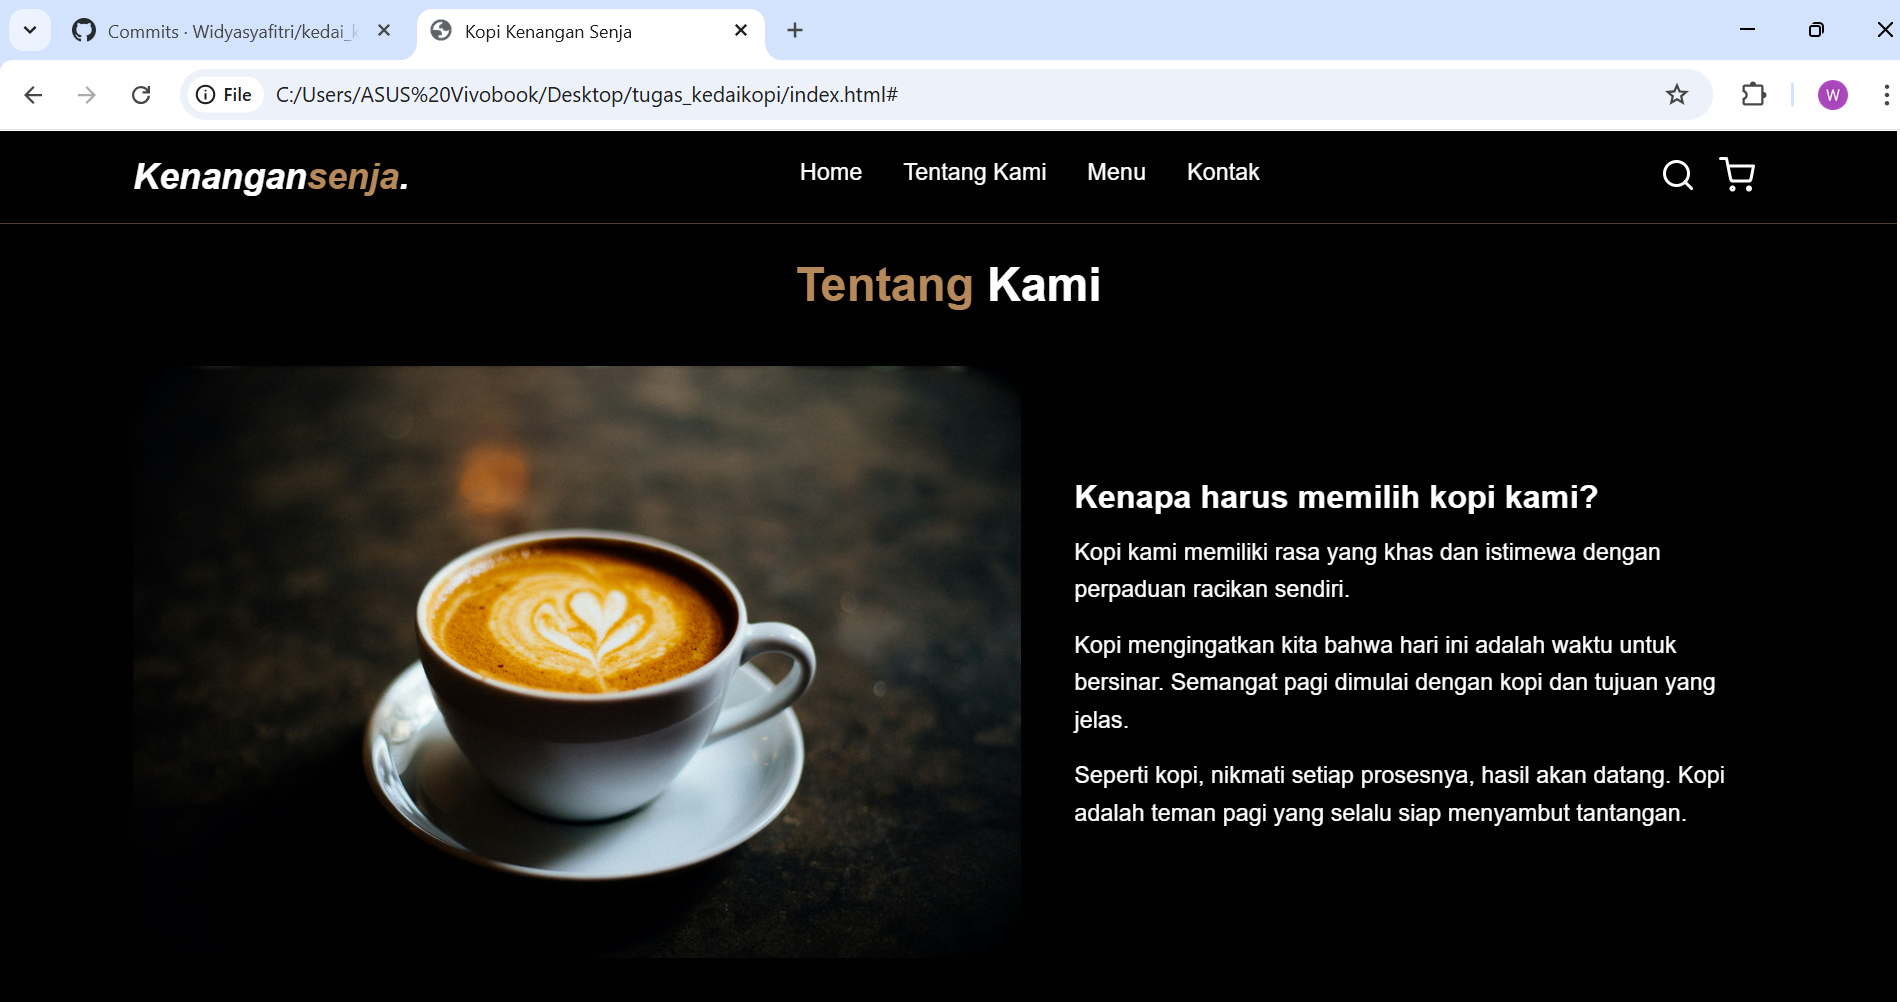 Commits · Widyasyafitri/kedai_k
Kopi Kenangan Senja
File
C:/Users/ASUS%20Vivobook/Desktop/tugas_kedaikopi/index.html#
W
Kenangansenja.
Home
Tentang Kami
Menu
Kontak
Tentang Kami
Kenapa harus memilih kopi kami?
Kopi kami memiliki rasa yang khas dan istimewa dengan
perpaduan racikan sendiri.
Kopi mengingatkan kita bahwa hari ini adalah waktu untuk
bersinar. Semangat pagi dimulai dengan kopi dan tujuan yang
jelas.
Seperti kopi, nikmati setiap prosesnya, hasil akan datang. Kopi
adalah teman pagi yang selalu siap menyambut tantangan.